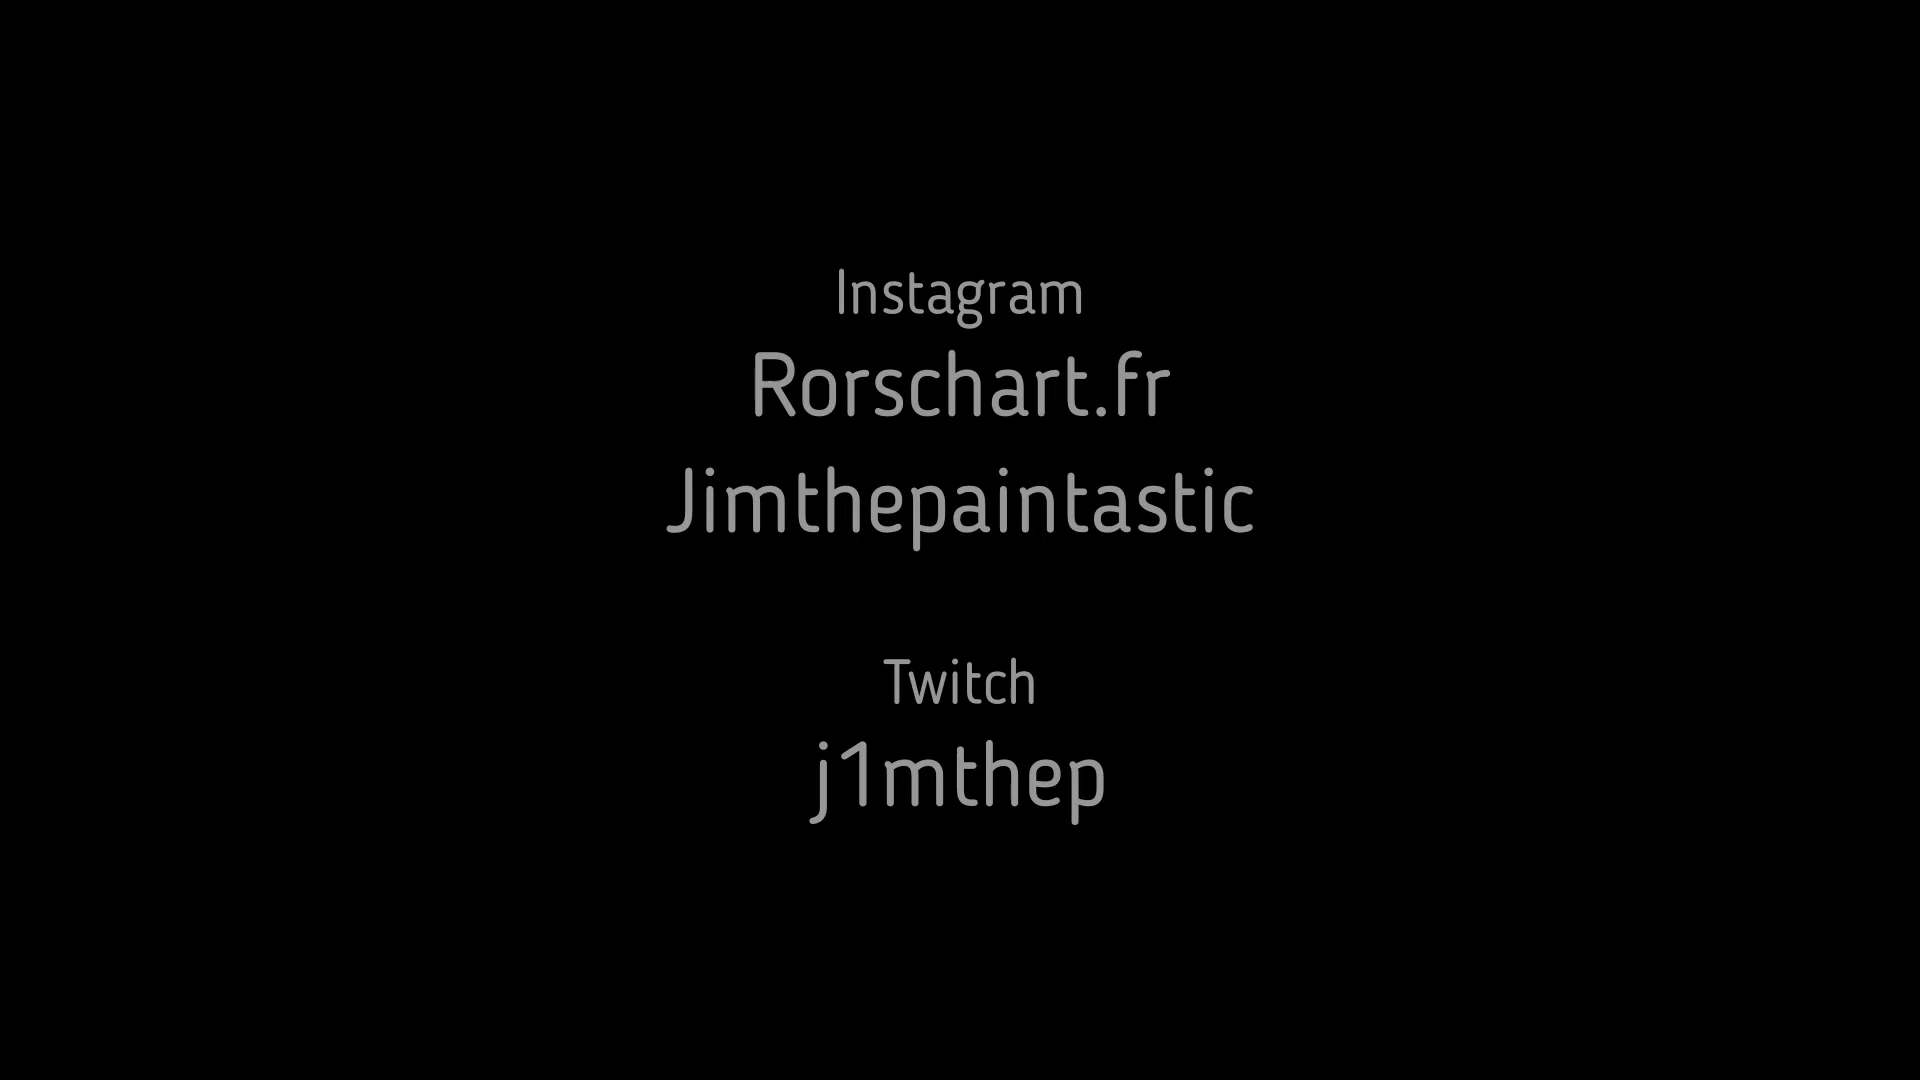 Instagram
Rorschart.fr
Jimthepaintastic
Twitch
j1mthep